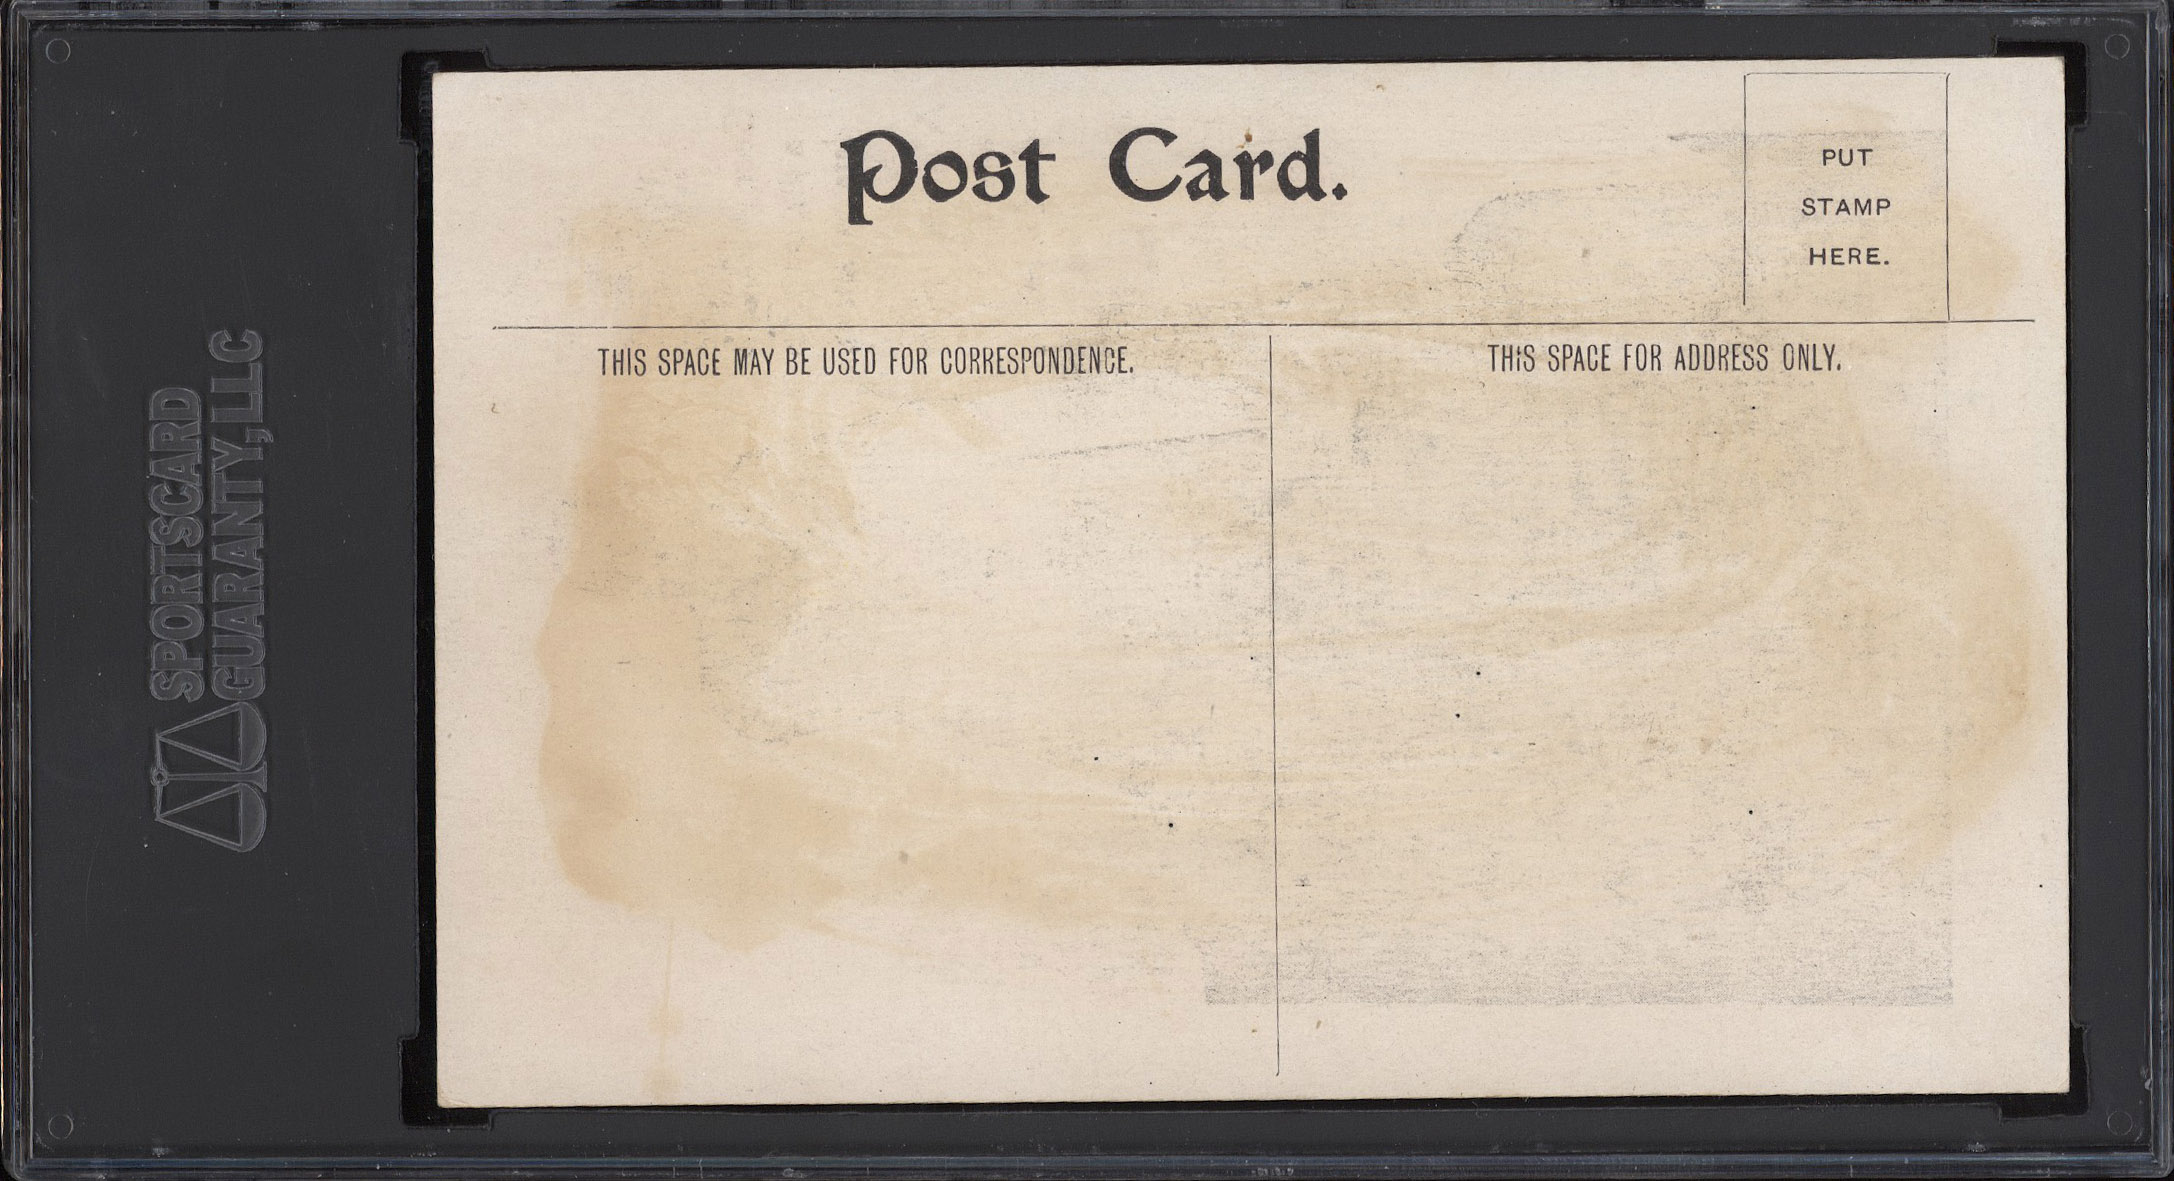 Post Card.
PUT
STAMP
HERE.
THIS SPACE MAY BE USED FOR CORRESPONDENCE.
THIS SPACE FOR ADDRESS ONLY.
SPORTSCARD
GUARANTY, LLC